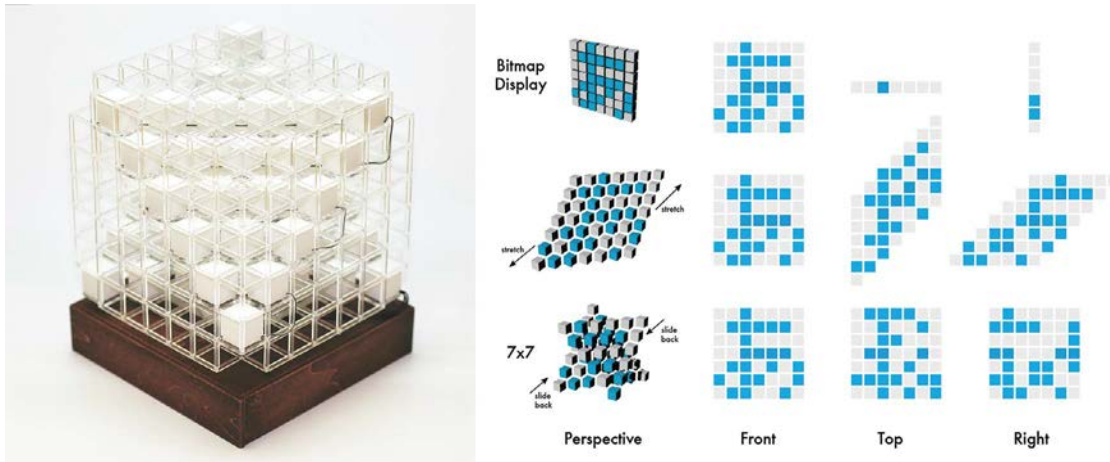 Bitmap
Display
stretch
stretch
7x7
slide
back
slide
back
Perspective
Front
Top
Right